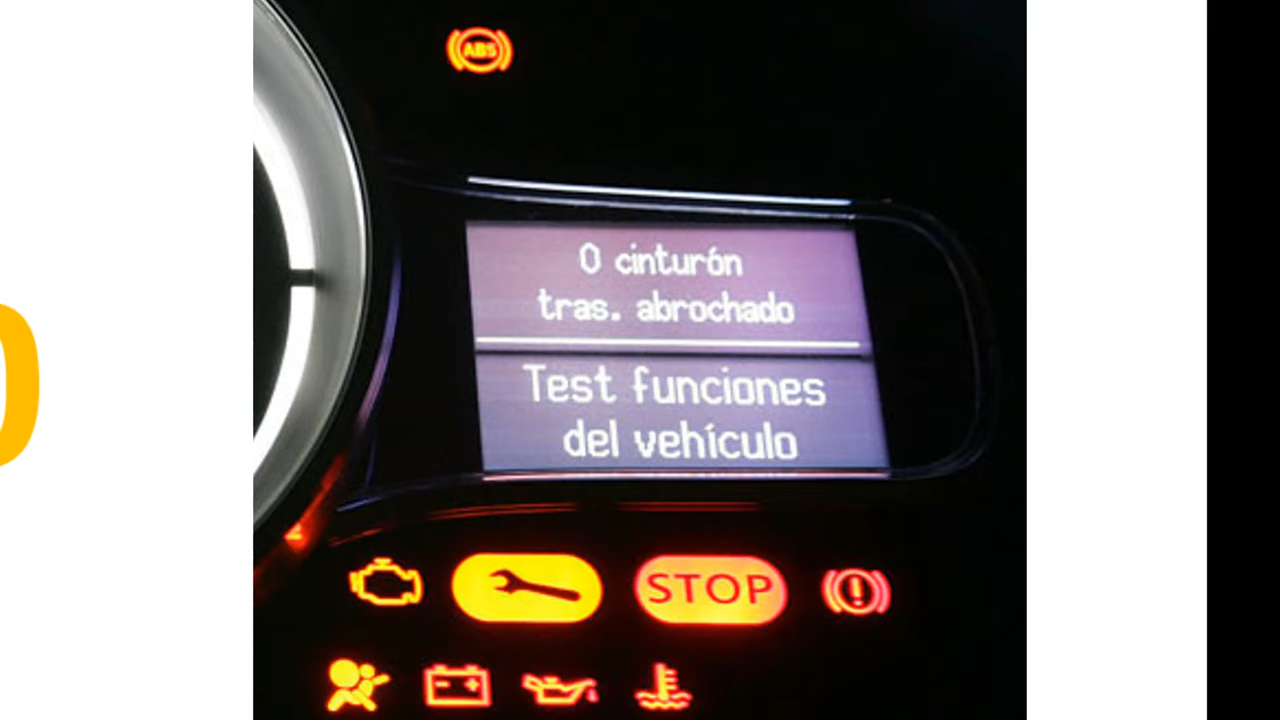 ABS
0 cinturón
tras. abrochado
Test funciones
del vehículo
STOP